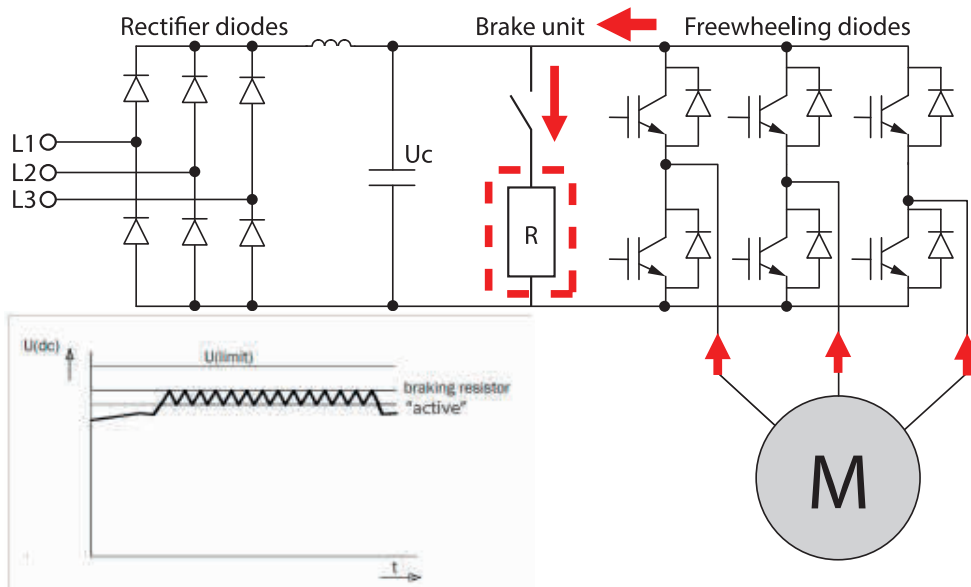 Rectifier diodes
Brake unit
Freewheeling diodes
L1
L2
L3
Uc
R
U(dc)
U(limit)
braking resistor
"active"
t
M